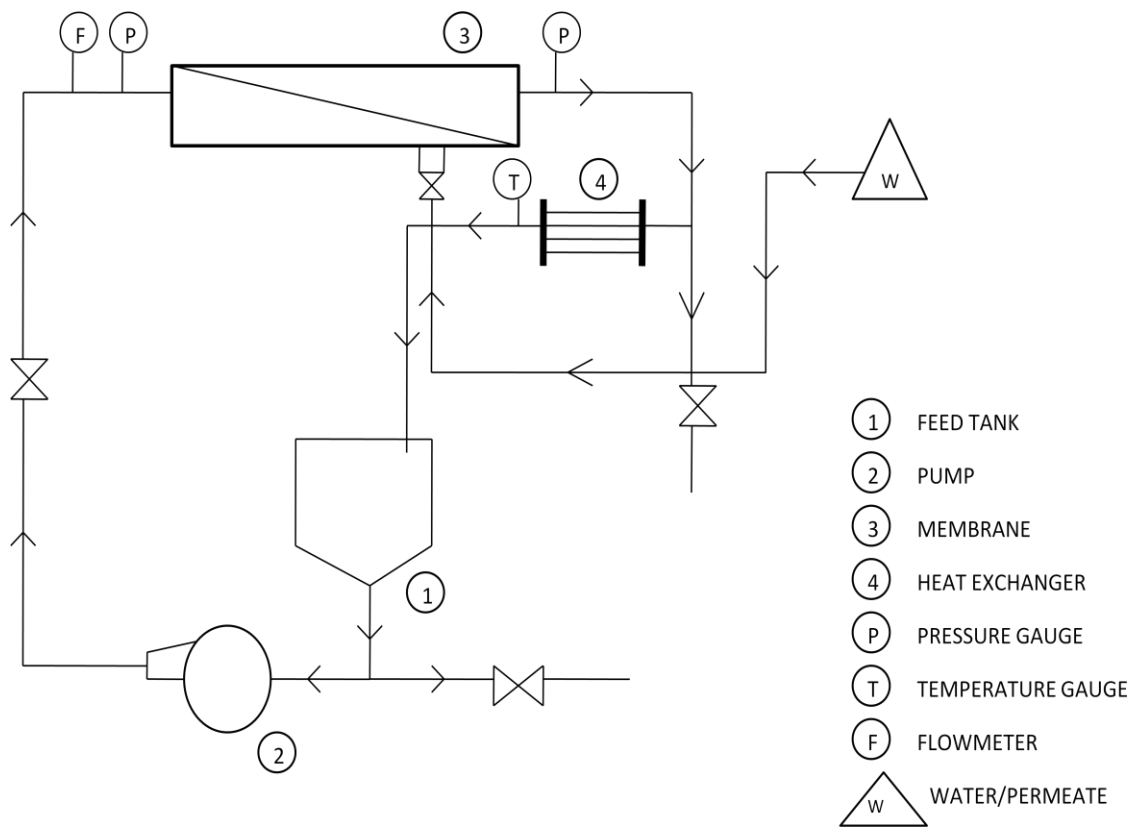 F
P
3
P
W
T
4
1
2
1 FEED TANK
2 PUMP
3 MEMBRANE
4 HEAT EXCHANGER
P PRESSURE GAUGE
T TEMPERATURE GAUGE
F FLOWMETER
W WATER/PERMEATE